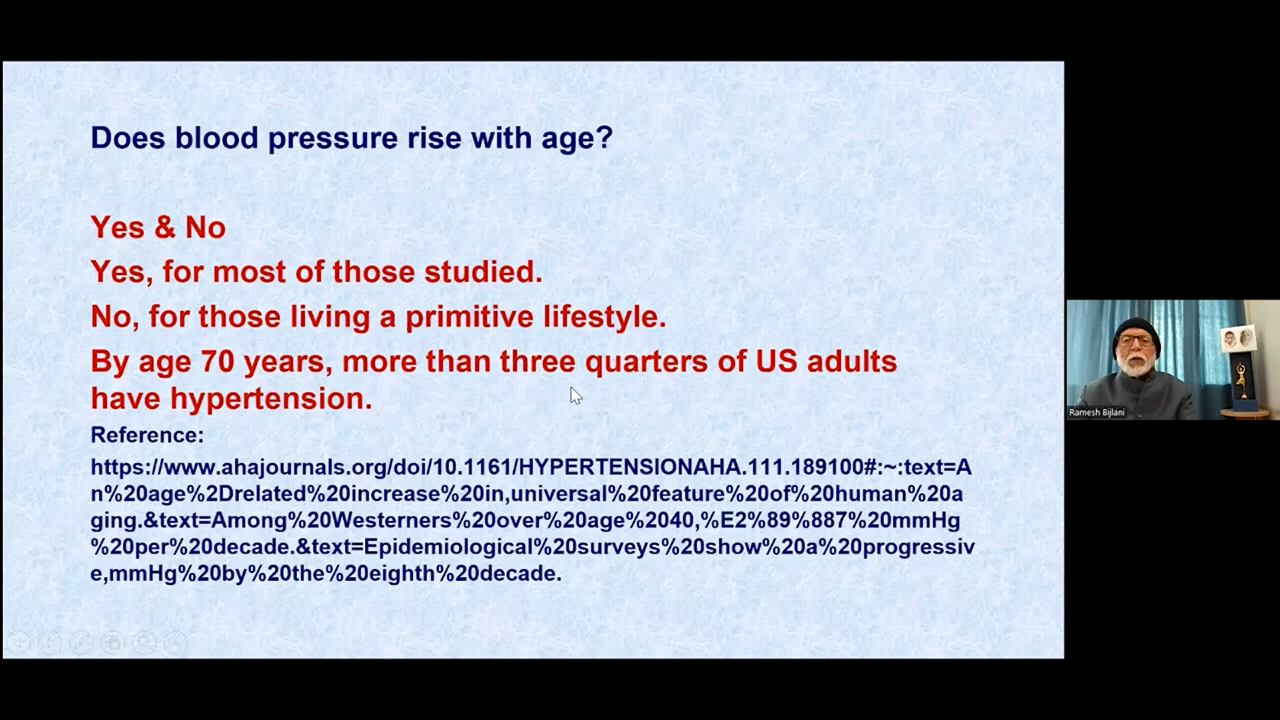 Does blood pressure rise with age?
Yes & No
Yes, for most of those studied.
No, for those living a primitive lifestyle.
By age 70 years, more than three quarters of US adults
have hypertension.
Reference:
https://www.ahajournals.org/doi/10.1161/HYPERTENSIONAHA.111.189100#:~:text=A
n%20age%2Drelated%20increase%20in,universal%20feature%20of%20human%20a
ging.&text=Among%20Westerners%20over%20age%2040,%E2%89%887%20mmHg
%20per%20decade.&text=Epidemiological%20surveys%20show%20a%20progressiv
e,mmHg%20by%20the%20eighth%20decade.
Ramesh Bijlani